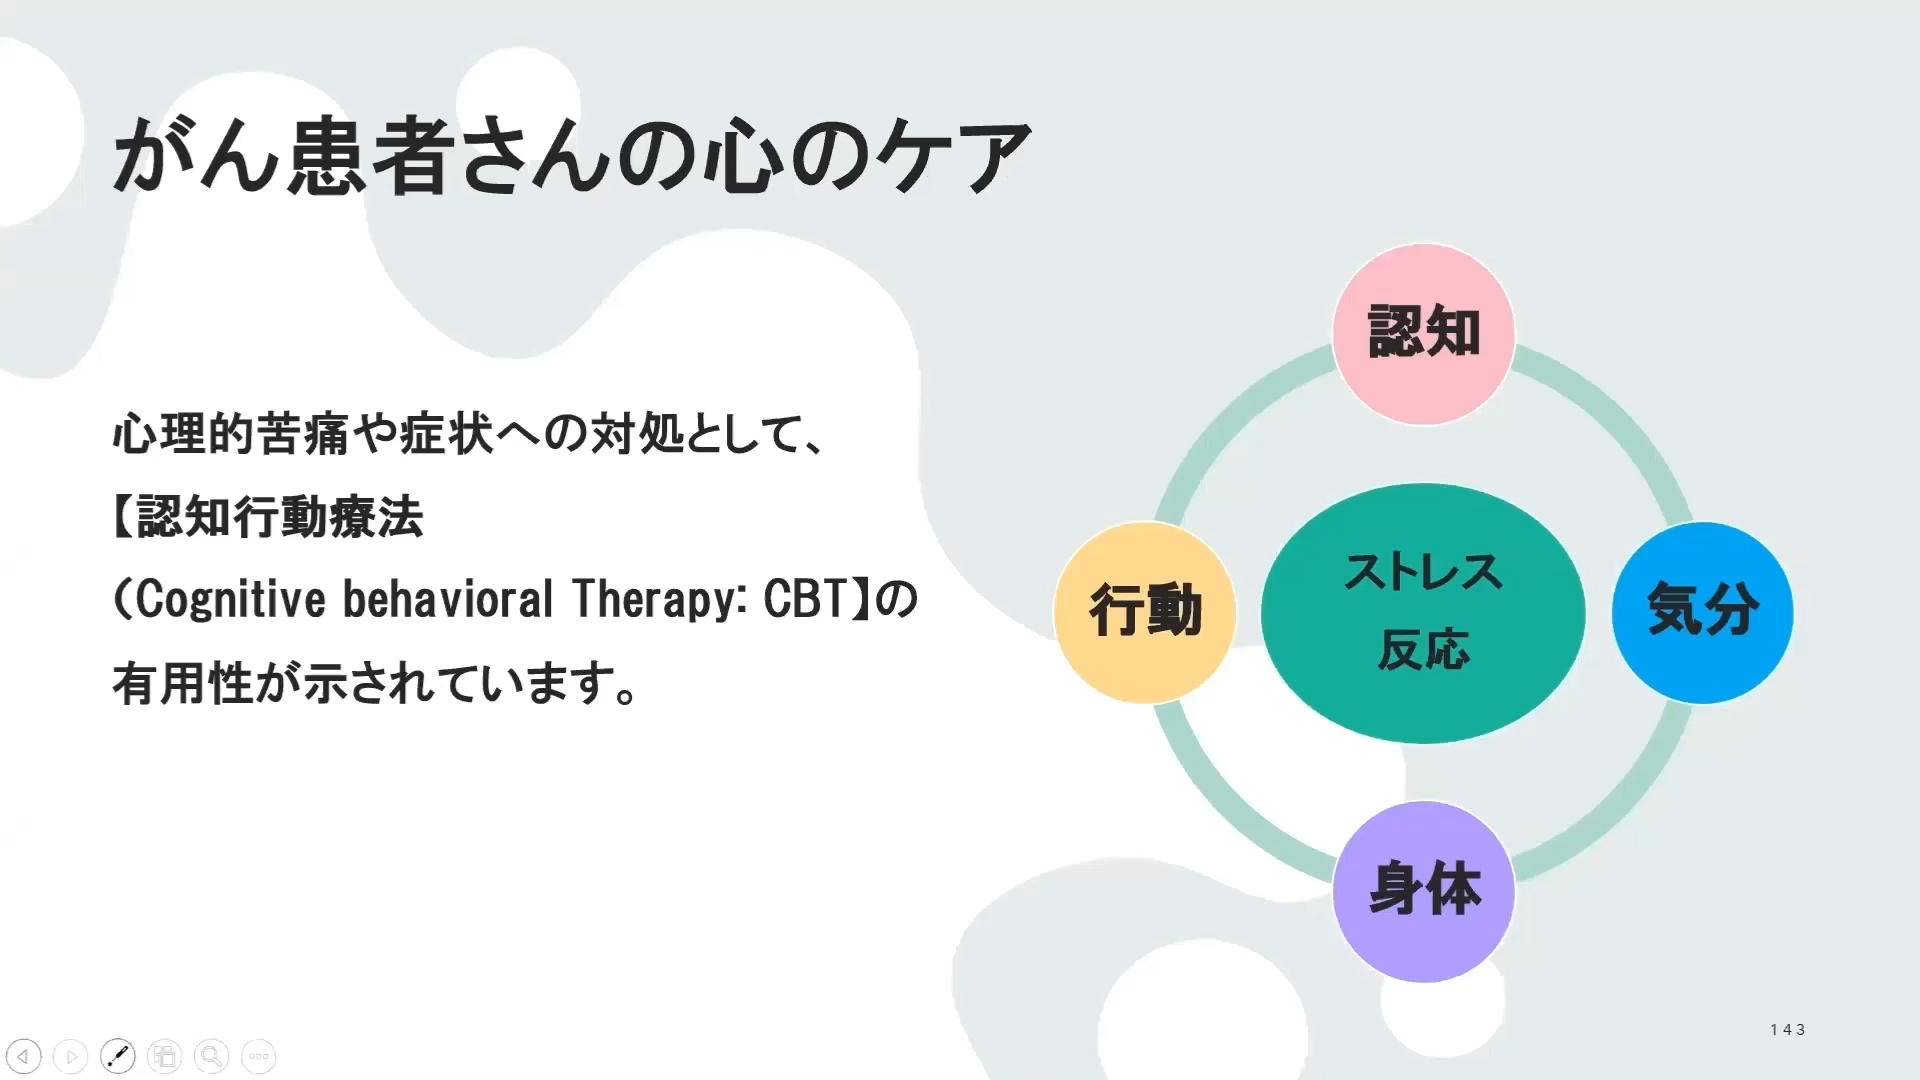 がん患者さんの心のケア
心理的苦痛や症状への対処として、
【認知行動療法
（Cognitive behavioral Therapy: CBT】の
有用性が示されています。
認知
行動
ストレス
反応
気分
身体
143